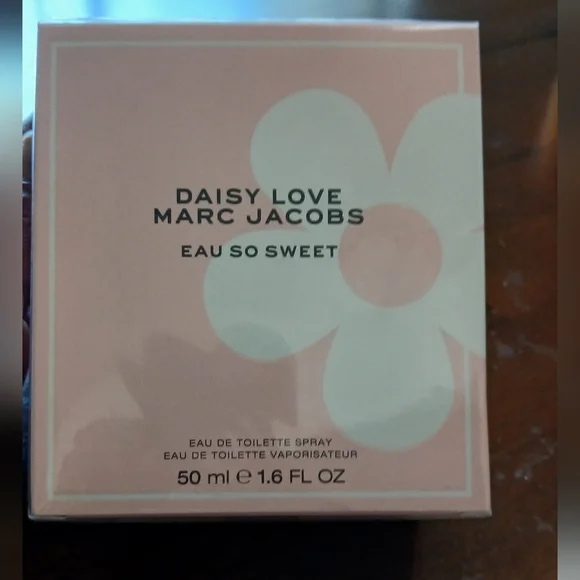 DAISY LOVE
MARC JACOBS
EAU SO SWEET
EAU DE TOILETTE SPRAY
EAU DE TOILETTE VAPORISATEUR
50 ml ℮ 1.6 FL OZ